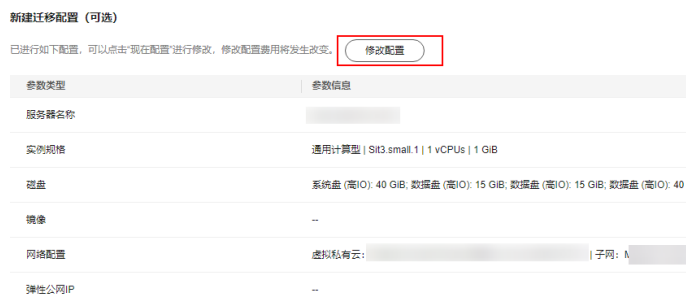 新建迁移配置（可选）
已进行如下配置，可以点击“现在配置”进行修改，修改配置费用将发生改变。 修改配置
参数类型 参数信息
服务器名称
实例规格 通用计算型 | Sit3.small.1 | 1 vCPUs | 1 GiB
磁盘 系统盘 (高IO): 40 GiB; 数据盘 (高IO): 15 GiB; 数据盘 (高IO): 15 GiB; 数据盘 (高IO): 40
镜像 --
网络配置 虚拟私有云： | 子网：
弹性公网IP --